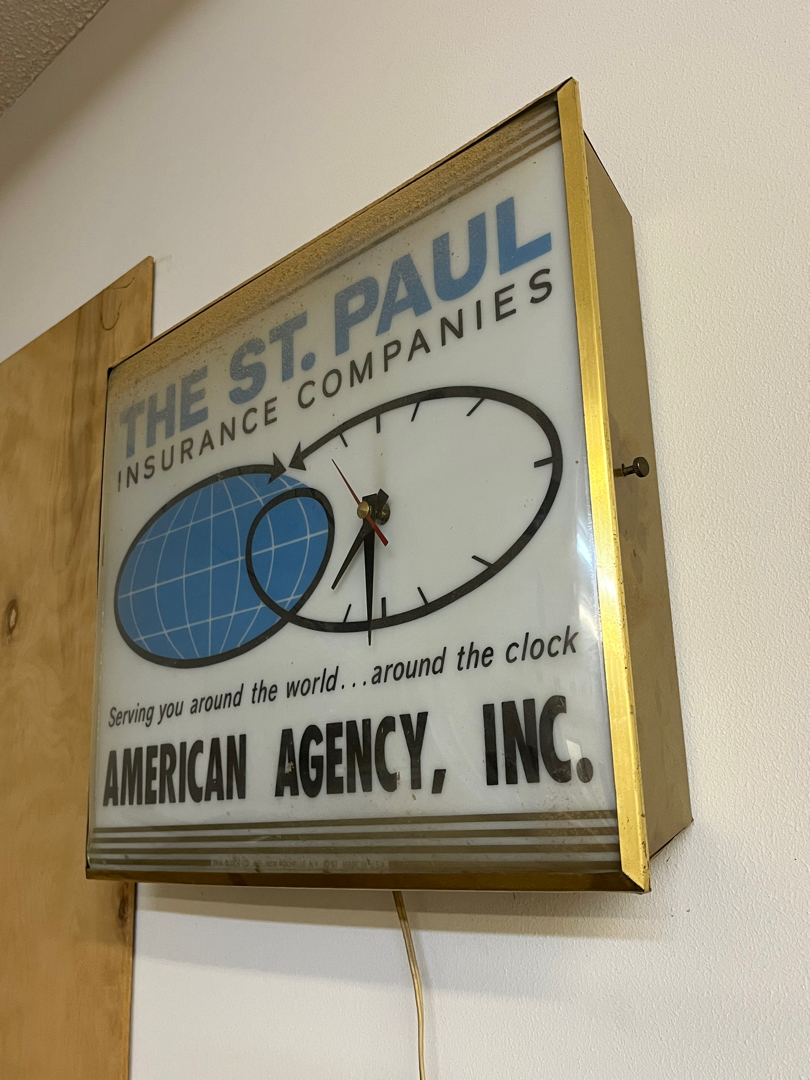 THE ST. PAUL
INSURANCE COMPANIES
Serving you around the world...around the clock
AMERICAN AGENCY, INC.